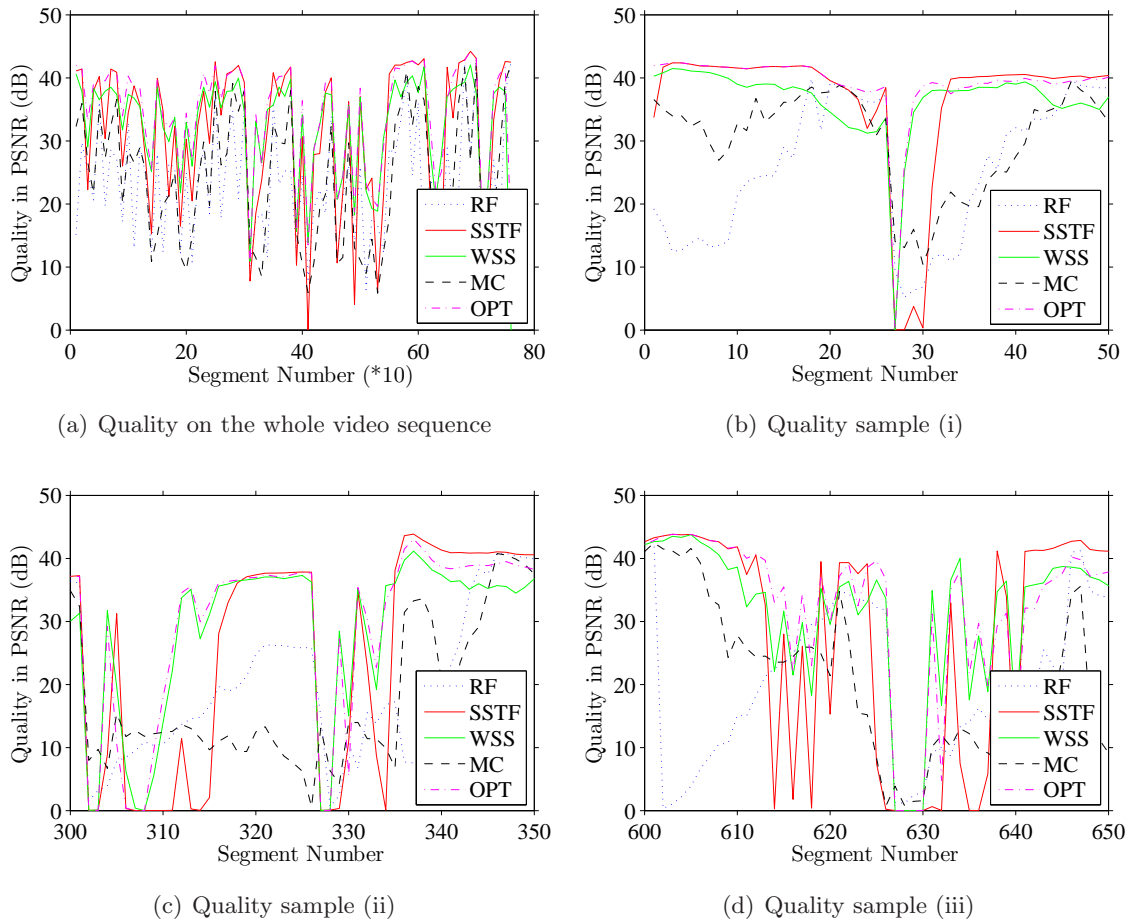 Quality in PSNR (dB)
50
40
30
20
10
0
RF
SSTF
WSS
MC
OPT
0 20 40 60 80
Segment Number (*10)
(a) Quality on the whole video sequence
Quality in PSNR (dB)
50
40
30
20
10
0
RF
SSTF
WSS
MC
OPT
0 10 20 30 40 50
Segment Number
(b) Quality sample (i)
Quality in PSNR (dB)
50
40
30
20
10
0
RF
SSTF
WSS
MC
OPT
300 310 320 330 340 350
Segment Number
(c) Quality sample (ii)
Quality in PSNR (dB)
50
40
30
20
10
0
RF
SSTF
WSS
MC
OPT
600 610 620 630 640 650
Segment Number
(d) Quality sample (iii)